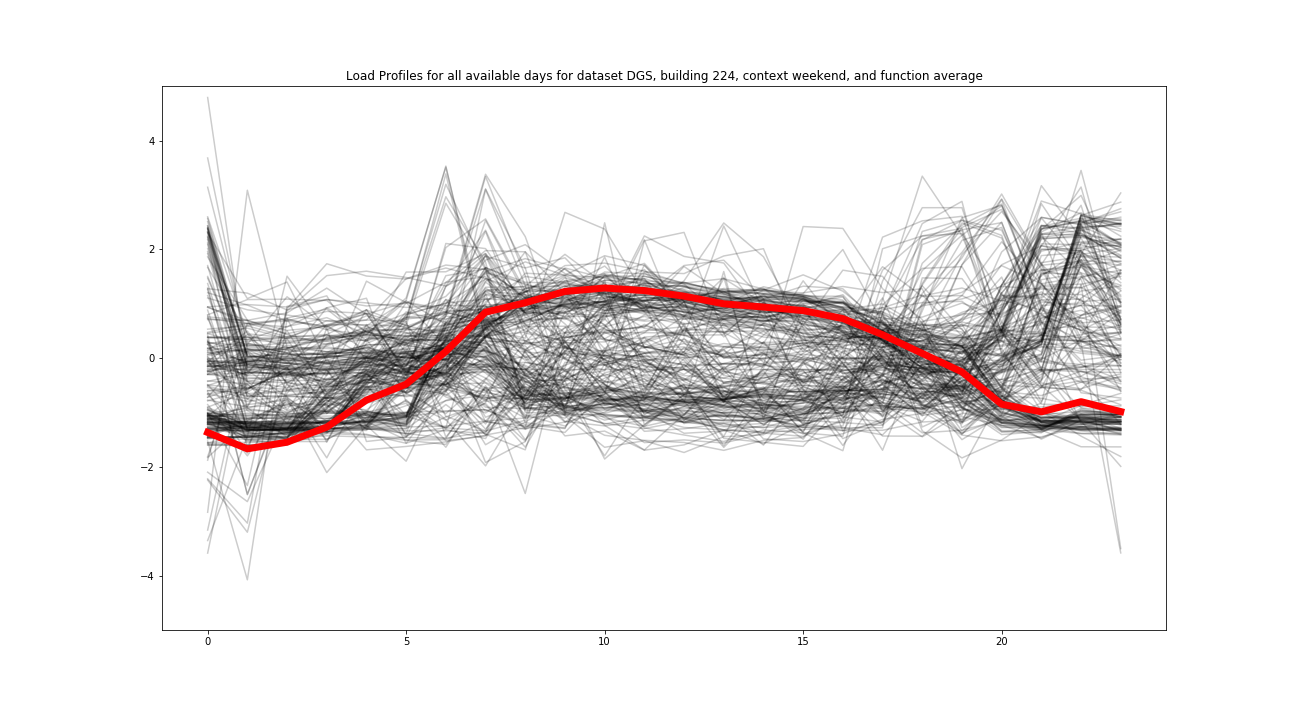 Load Profiles for all available days for dataset DGS, building 224, context weekend, and function average
4
2
0
−2
−4
0 5 10 15 20